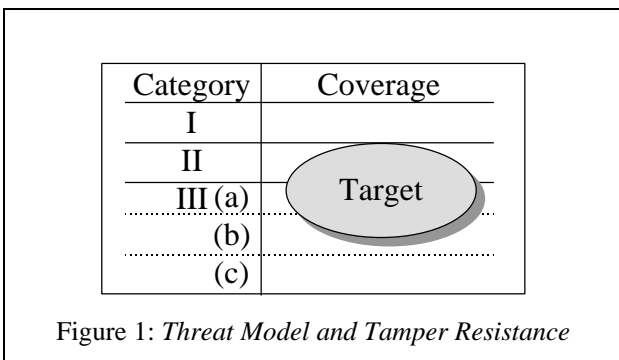 Category Coverage
I
II
III (a) Target
(b)
(c)
Figure 1: Threat Model and Tamper Resistance